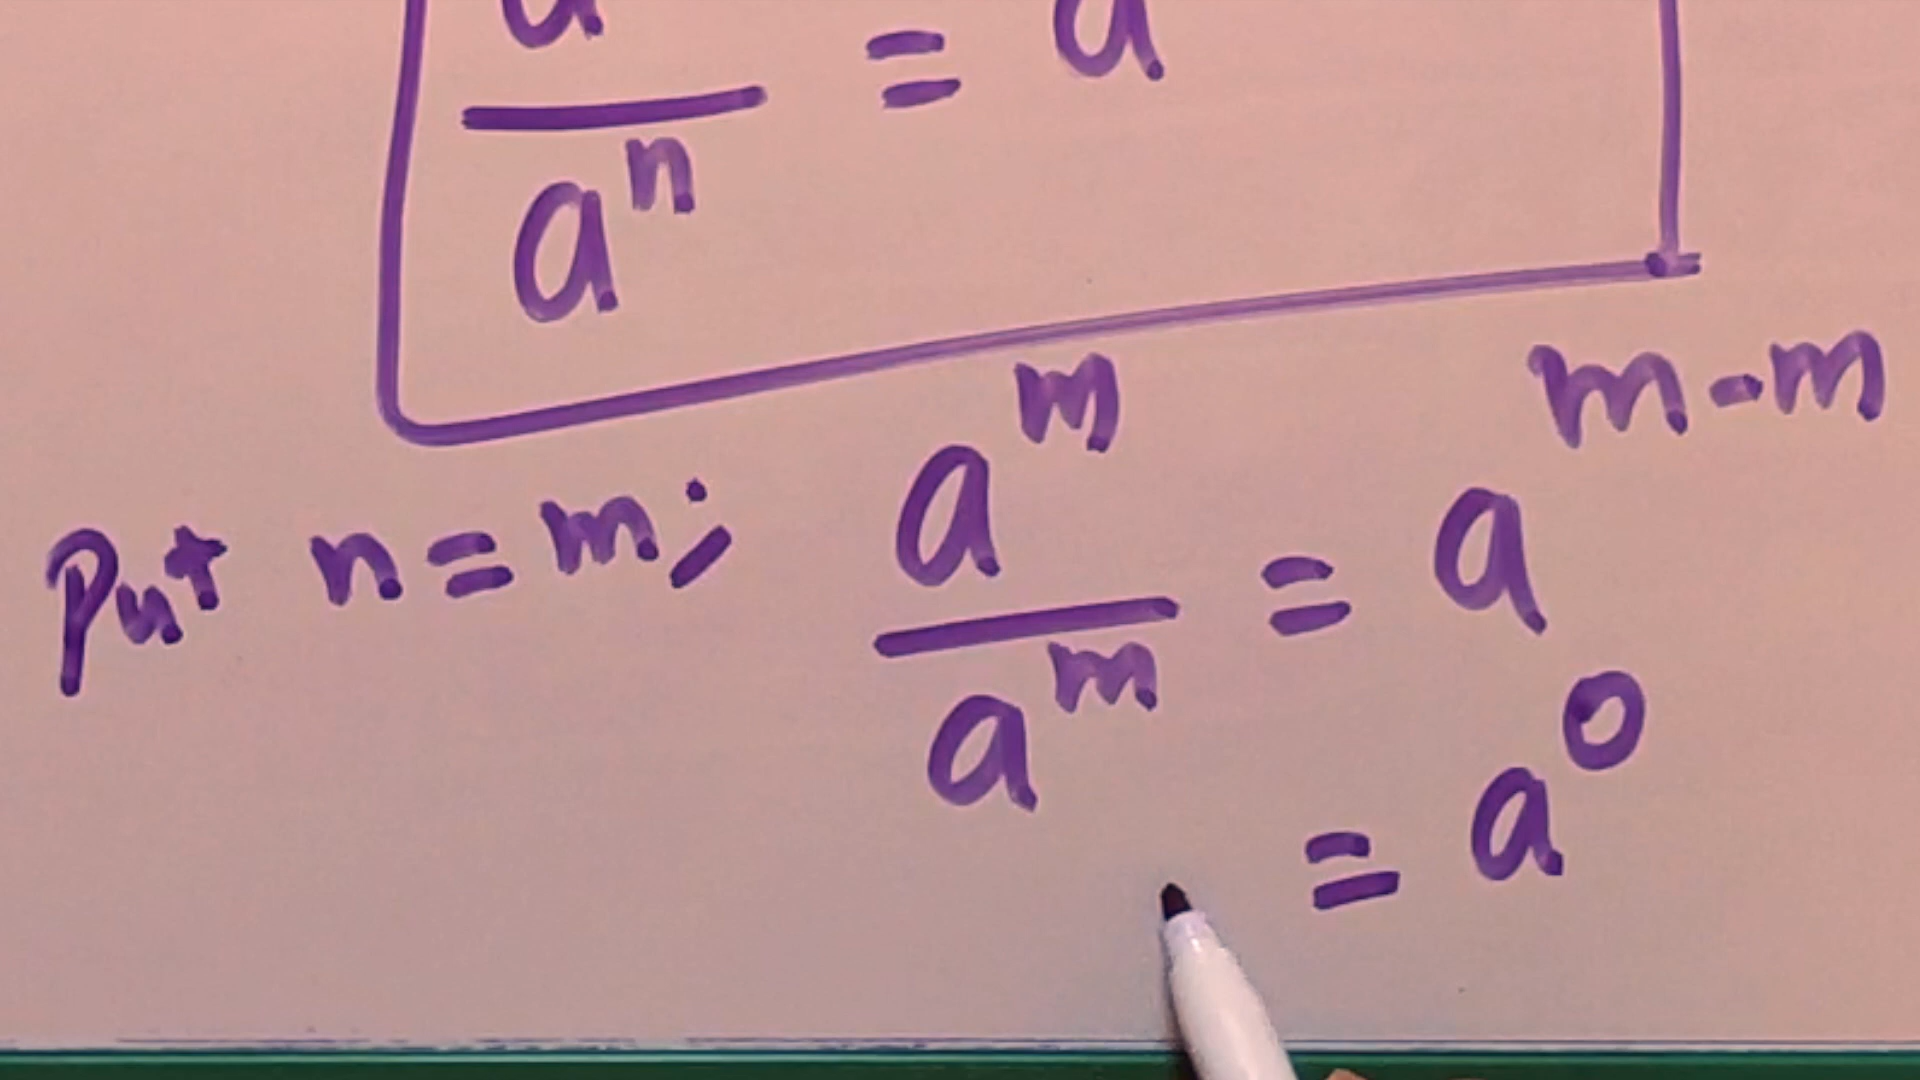 a
— = a
a^n
Put n=m; a^m / a^m = a^m-m
= a^0